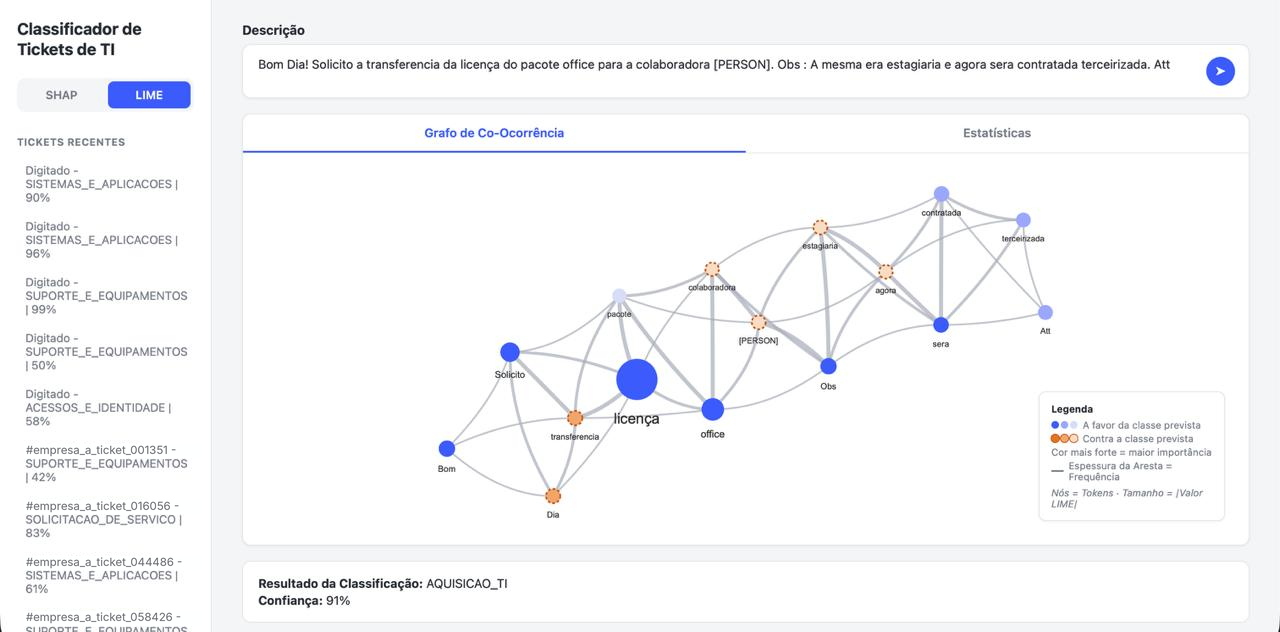 Classificador de
Tickets de TI
SHAP
LIME
TICKETS RECENTES
Digitado -
SISTEMAS_E_APLICACOES |
90%
Digitado -
SISTEMAS_E_APLICACOES |
96%
Digitado -
SUPORTE_E_EQUIPAMENTOS
| 99%
Digitado -
SUPORTE_E_EQUIPAMENTOS
| 50%
Digitado -
ACESSOS_E_IDENTIDADE |
58%
#empresa_a_ticket_001351 -
SUPORTE_E_EQUIPAMENTOS
| 42%
#empresa_a_ticket_016056 -
SOLICITACAO_DE_SERVICO |
83%
#empresa_a_ticket_044486 -
SISTEMAS_E_APLICACOES |
61%
#empresa_a_ticket_058426 -
SUPORTE_E_EQUIPAMENTOS
Descrição
Bom Dia! Solicito a transferencia da licença do pacote office para a colaboradora [PERSON]. Obs : A mesma era estagiaria e agora sera contratada terceirizada. Att
Grafo de Co-Ocorrência
Estatísticas
contratada
terceirizada
estagiaria
agora
colaboradora
pacote
[PERSON]
Att
sera
Solicito
Obs
licença
office
transferencia
Bom
Dia
Legenda
A favor da classe prevista
Contra a classe prevista
Cor mais forte = maior importância
Espessura da Aresta =
Frequência
Nós = Tokens · Tamanho = |Valor
LIME|
Resultado da Classificação: AQUISICAO_TI
Confiança: 91%